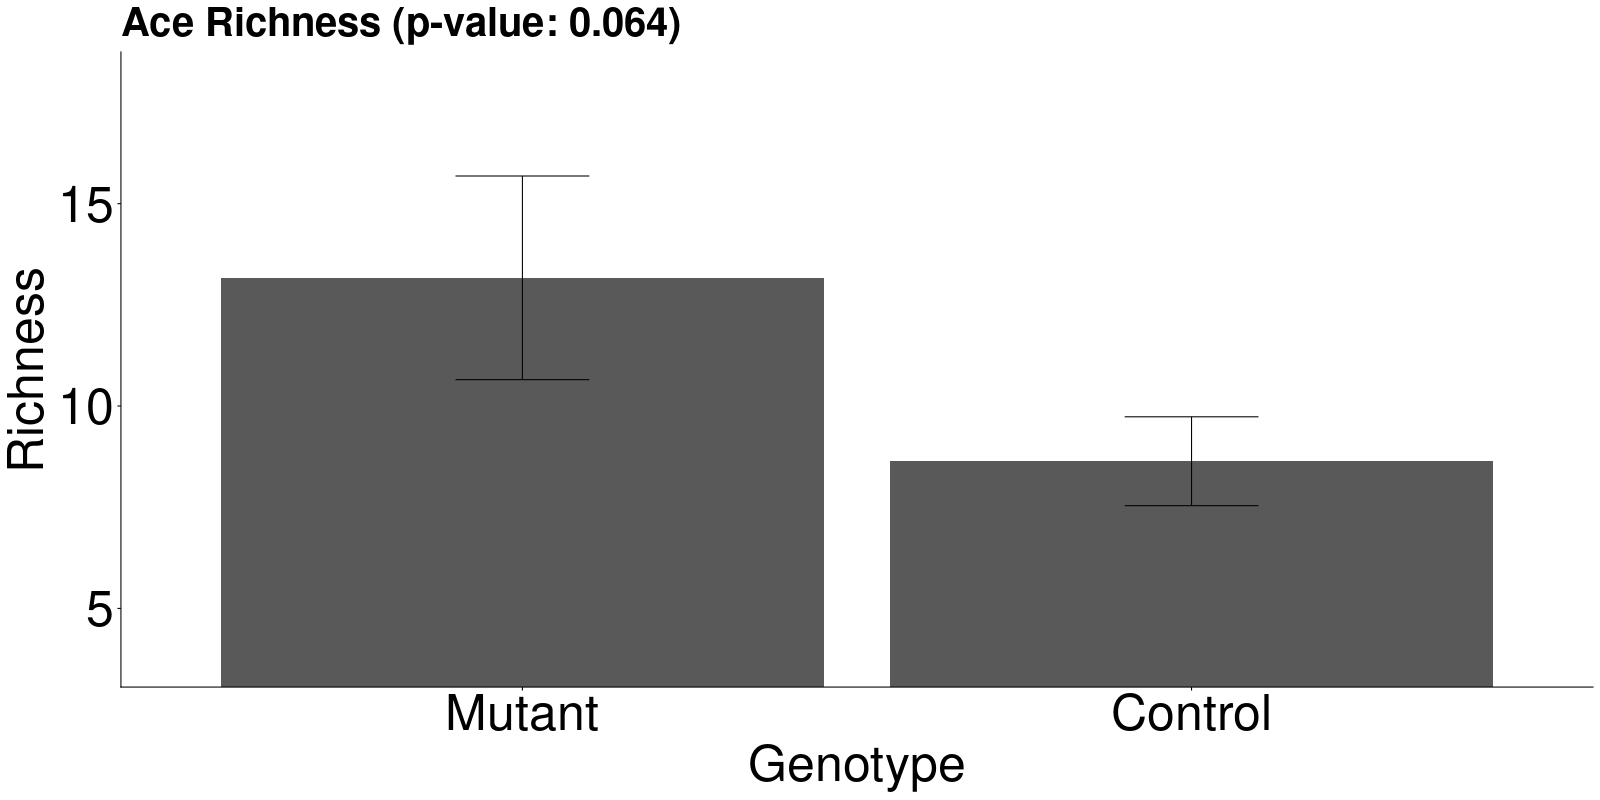 Ace Richness (p-value: 0.064)
Richness
15
10
5
Mutant
Control
Genotype